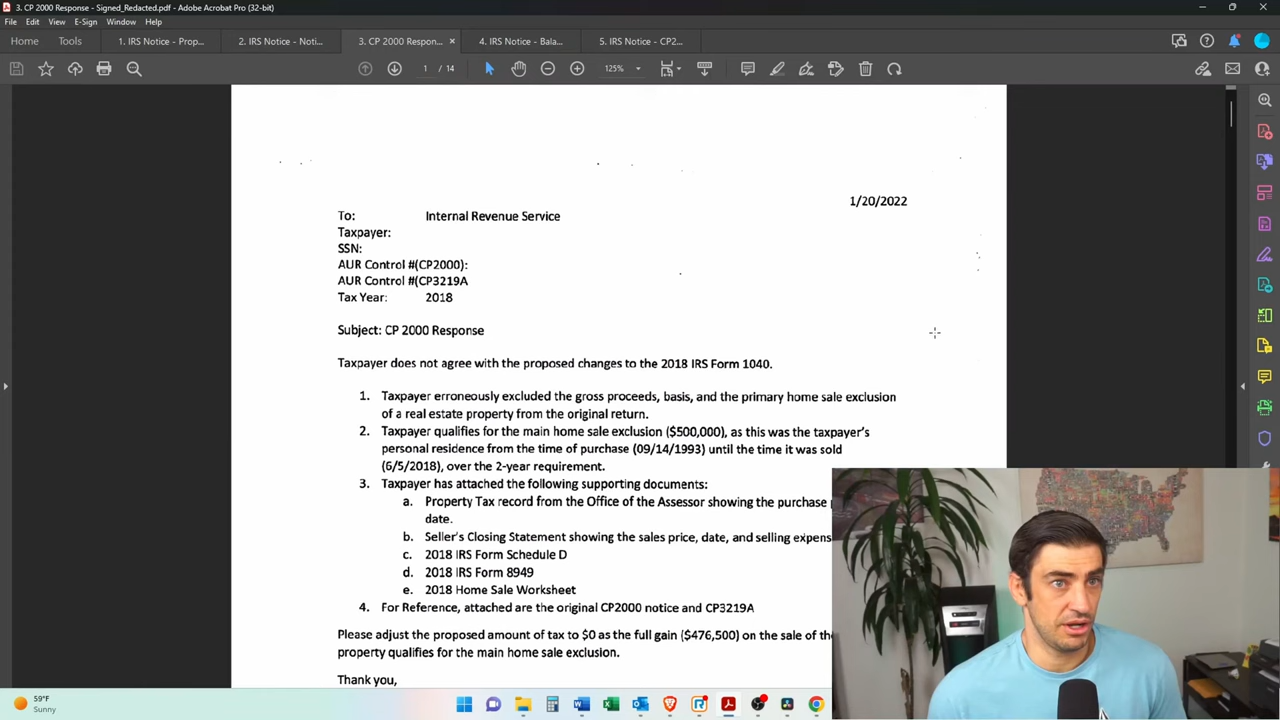 3. CP 2000 Response - Signed_Redacted.pdf - Adobe Acrobat Pro (32-bit)
File Edit View E-Sign Window Help
Home Tools 1. IRS Notice - Prop... 2. IRS Notice - Noti... 3. CP 2000 Respon... 4. IRS Notice - Bala... 5. IRS Notice - CP2...
1 / 14 125%
1/20/2022
To: Internal Revenue Service
Taxpayer:
SSN:
AUR Control #(CP2000):
AUR Control #(CP3219A
Tax Year: 2018
Subject: CP 2000 Response
Taxpayer does not agree with the proposed changes to the 2018 IRS Form 1040.
1. Taxpayer erroneously excluded the gross proceeds, basis, and the primary home sale exclusion
of a real estate property from the original return.
2. Taxpayer qualifies for the main home sale exclusion ($500,000), as this was the taxpayer's
personal residence from the time of purchase (09/14/1993) until the time it was sold
(6/5/2018), over the 2-year requirement.
3. Taxpayer has attached the following supporting documents:
a. Property Tax record from the Office of the Assessor showing the purchase
date.
b. Seller's Closing Statement showing the sales price, date, and selling expens
c. 2018 IRS Form Schedule D
d. 2018 IRS Form 8949
e. 2018 Home Sale Worksheet
4. For Reference, attached are the original CP2000 notice and CP3219A
Please adjust the proposed amount of tax to $0 as the full gain ($476,500) on the sale of the
property qualifies for the main home sale exclusion.
Thank you,
59°F
Sunny